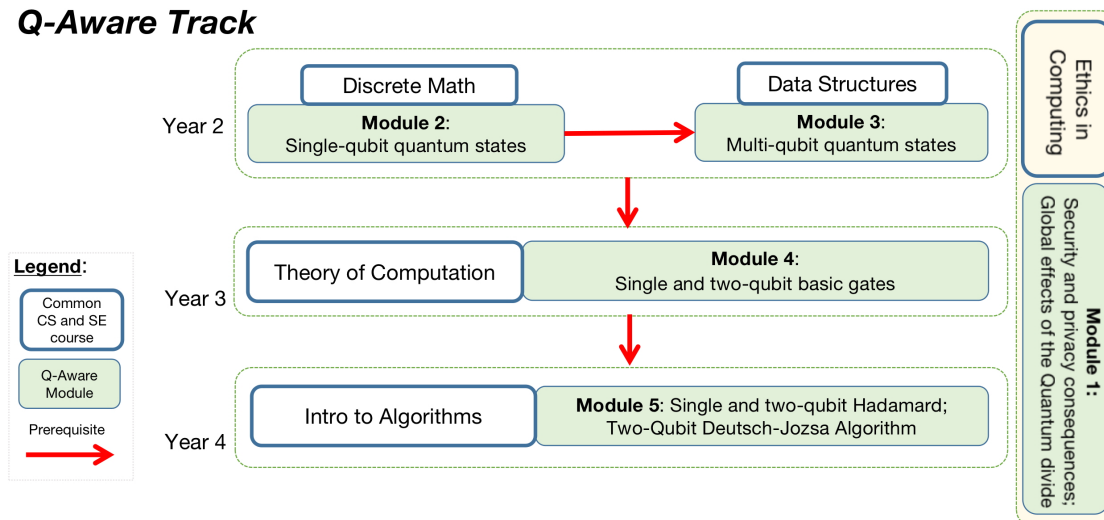 Q-Aware Track
Year 2
Discrete Math
Module 2:
Single-qubit quantum states
Data Structures
Module 3:
Multi-qubit quantum states
Year 3
Theory of Computation
Module 4:
Single and two-qubit basic gates
Year 4
Intro to Algorithms
Module 5: Single and two-qubit Hadamard;
Two-Qubit Deutsch-Jozsa Algorithm
Legend:
Common
CS and SE
course
Q-Aware
Module
Prerequisite
Ethics in
Computing
Module 1:
Security and privacy consequences;
Global effects of the Quantum divide